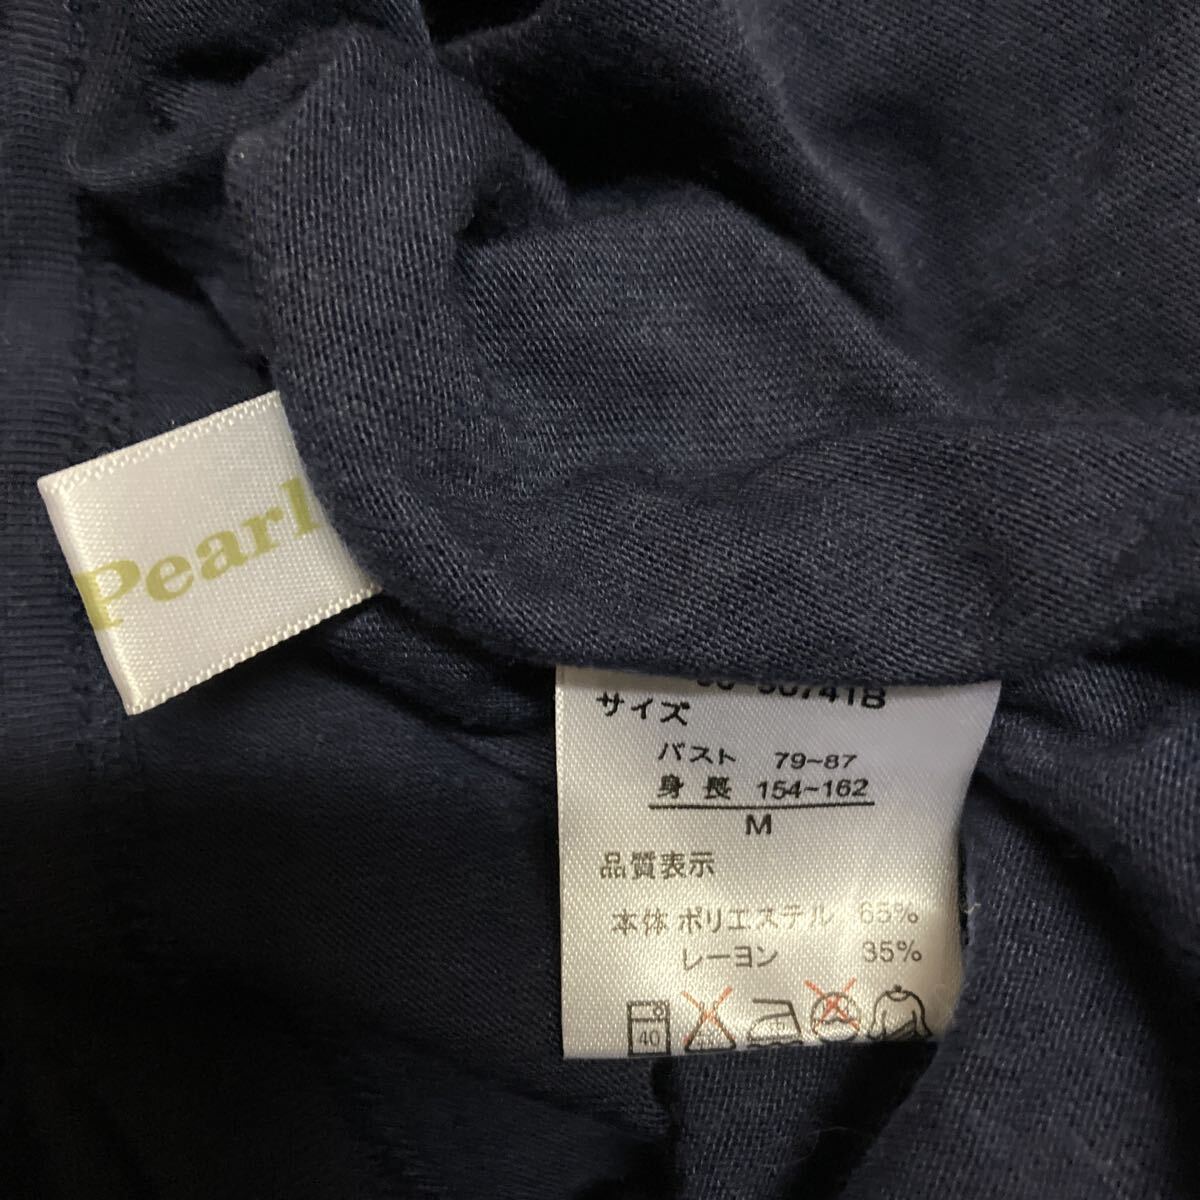 Pearl
サイズ
バスト 79~87
身長 154~162
M
品質表示
本体 ポリエステル 65%
レーヨン 35%
40